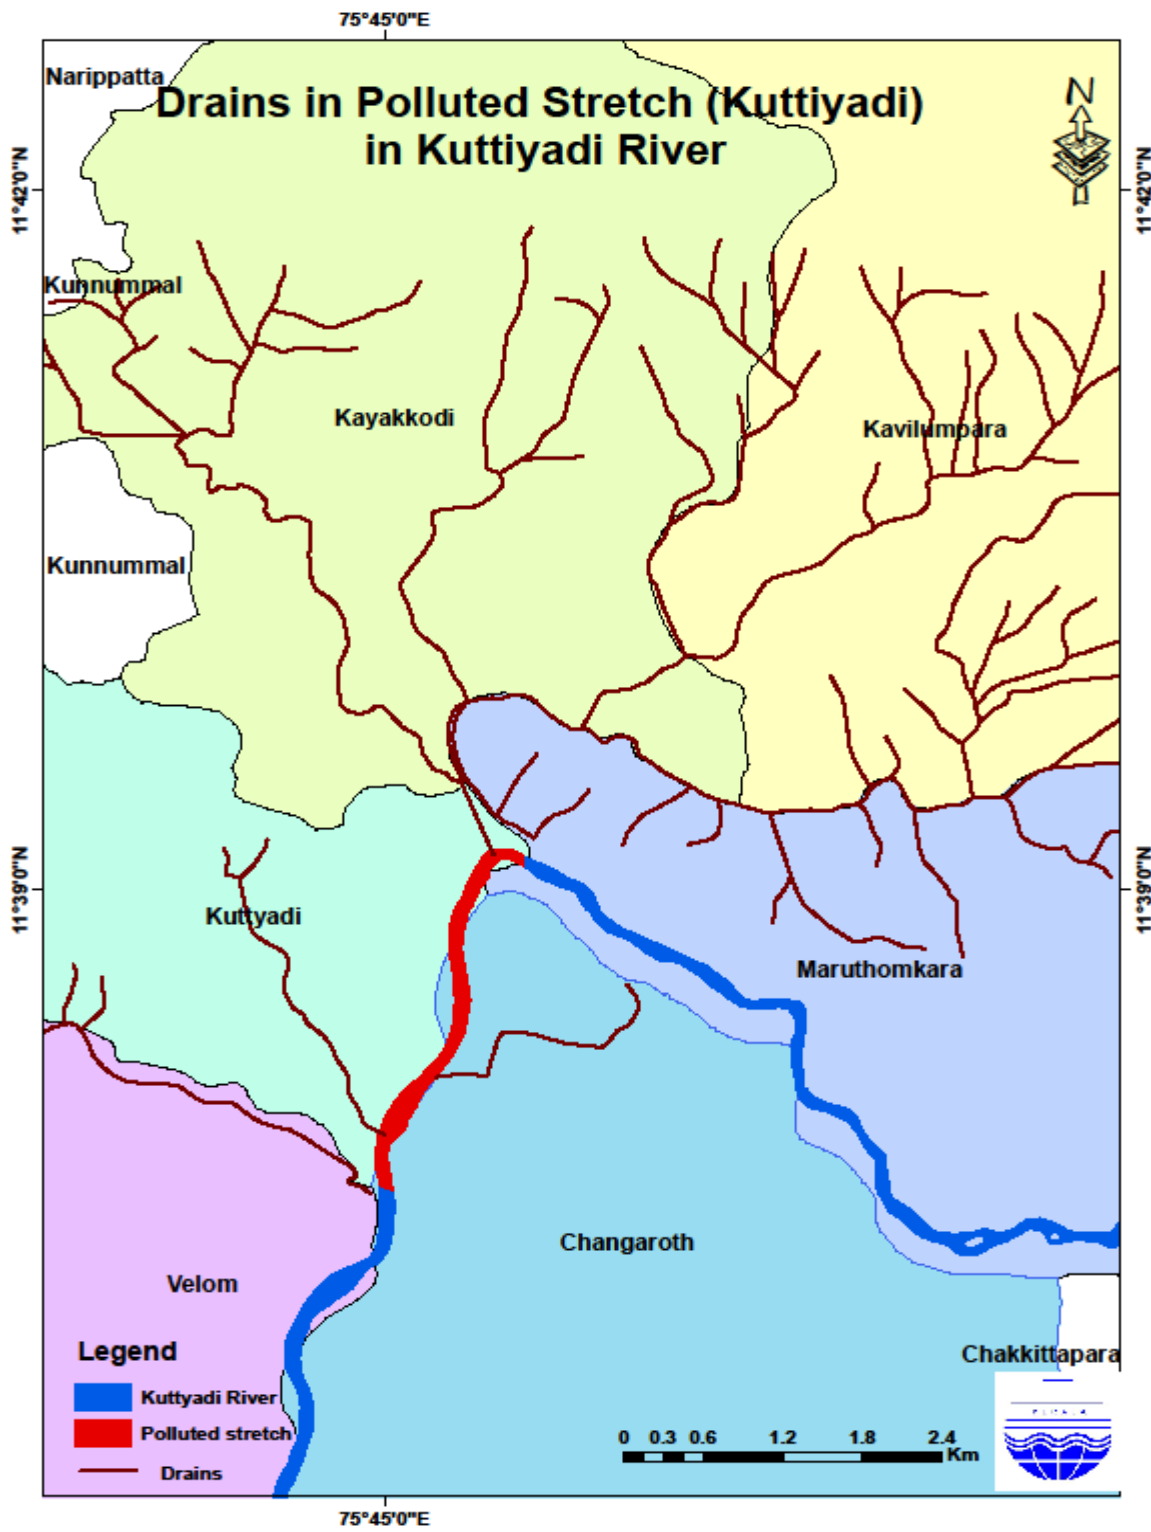 75°45'0"E
Narippatta
Drains in Polluted Stretch (Kuttiyadi)
in Kuttiyadi River
N
11°42'0"N
11°42'0"N
Kunnummal
Kayakkodi
Kavilumpara
Kunnummal
11°39'0"N
11°39'0"N
Kuttyadi
Maruthomkara
Changaroth
Velom
Chakkittapara
Legend
Kuttyadi River
Polluted stretch
Drains
0 0.3 0.6 1.2 1.8 2.4
Km
75°45'0"E